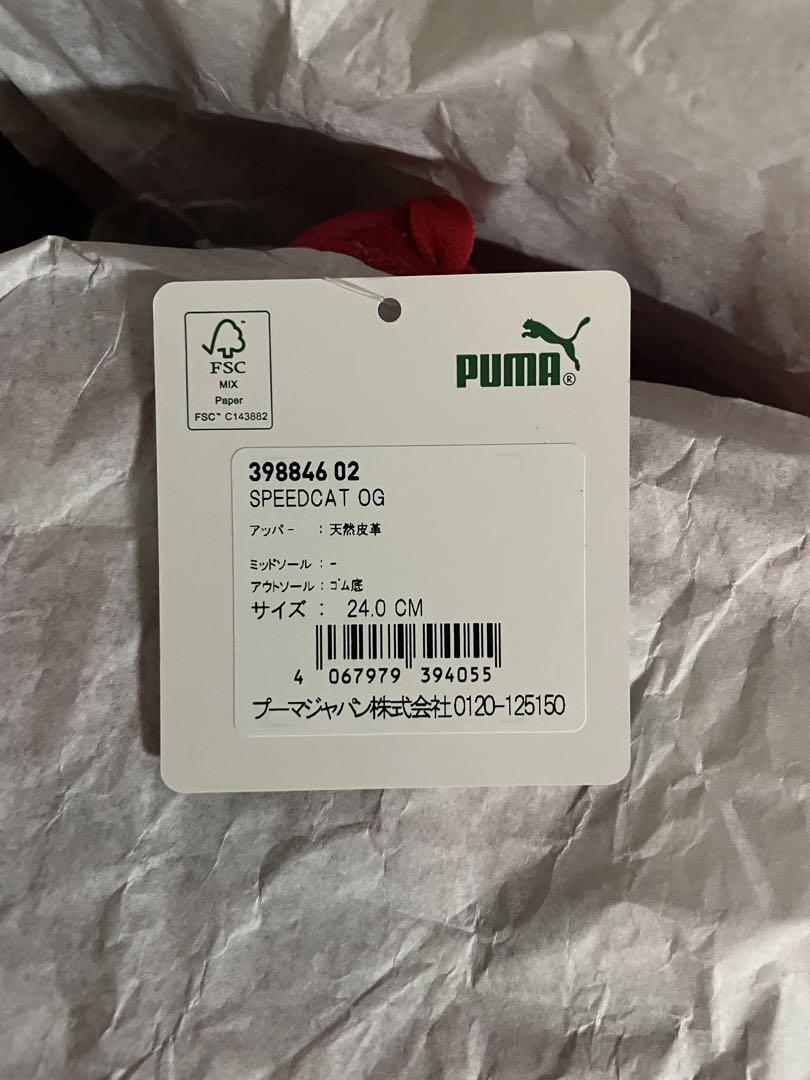 FSC™
MIX
Paper
FSC™ C143882
PUMA®
398846 02
SPEEDCAT OG
アッパー : 天然皮革
ミッドソール : -
アウトソール : ゴム底
サイズ : 24.0 CM
4 067979 394055
プーマジャパン株式会社0120-125150